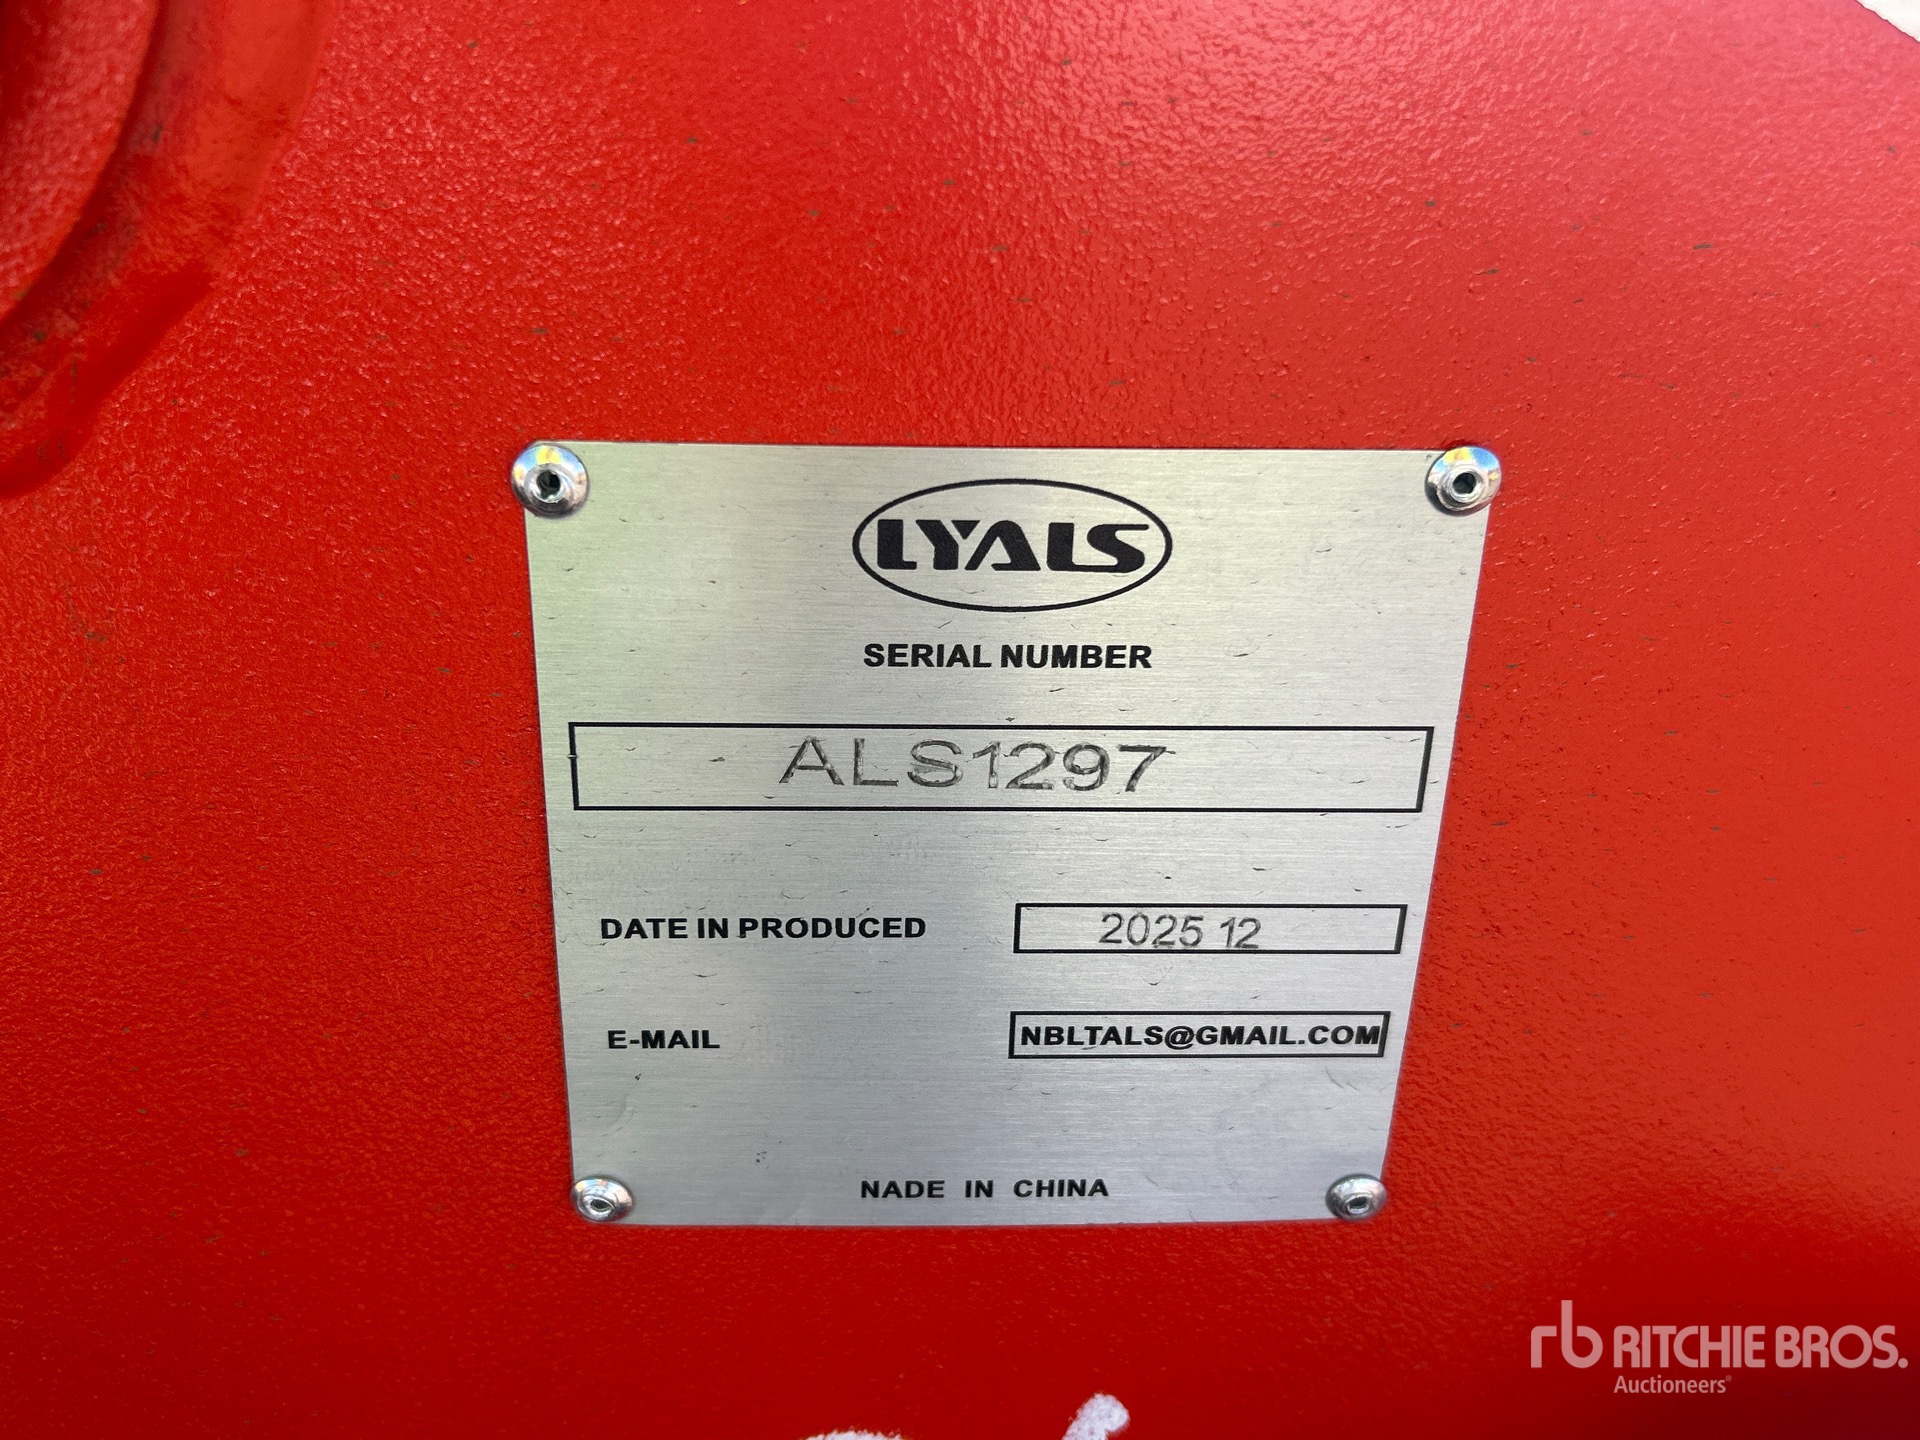 LYALS
SERIAL NUMBER
ALS1297
DATE IN PRODUCED 2025 12
E-MAIL NBLTALS@GMAIL.COM
NADE IN CHINA
rb RITCHIE BROS.
Auctioneers®